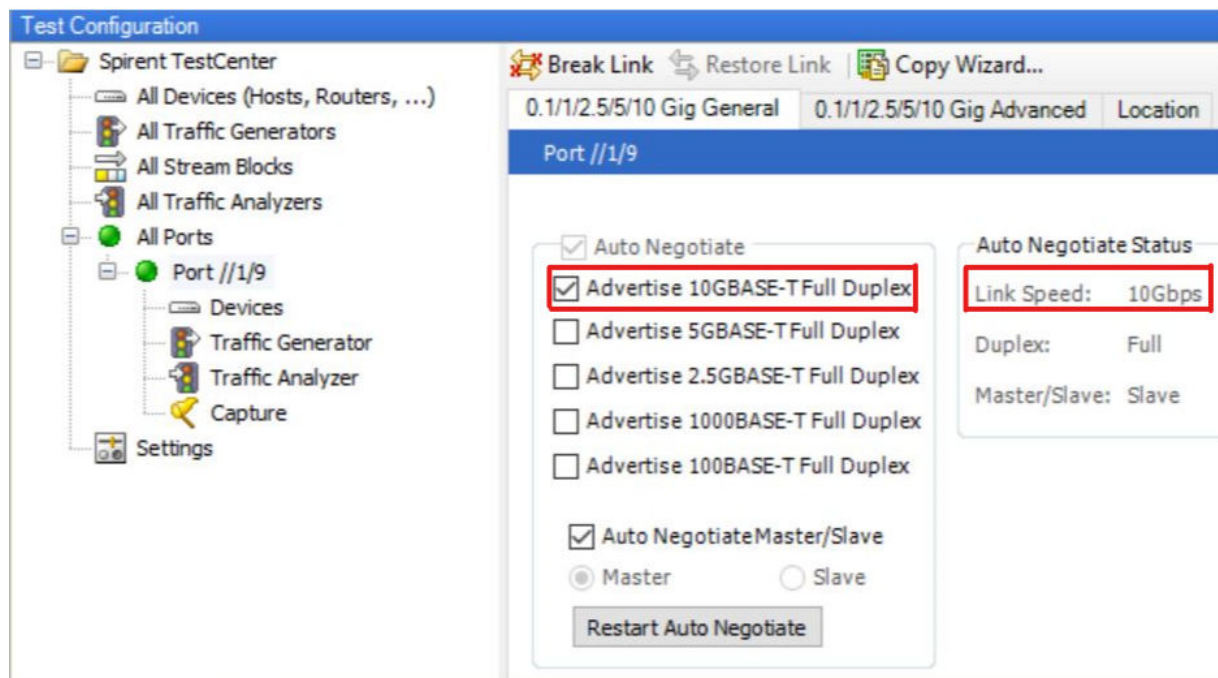 Test Configuration
Spirent TestCenter
All Devices (Hosts, Routers, ...)
All Traffic Generators
All Stream Blocks
All Traffic Analyzers
All Ports
Port //1/9
Devices
Traffic Generator
Traffic Analyzer
Capture
Settings
Break Link Restore Link Copy Wizard...
0.1/1/2.5/5/10 Gig General 0.1/1/2.5/5/10 Gig Advanced Location
Port //1/9
Auto Negotiate
Advertise 10GBASE-T Full Duplex
Advertise 5GBASE-T Full Duplex
Advertise 2.5GBASE-T Full Duplex
Advertise 1000BASE-T Full Duplex
Advertise 100BASE-T Full Duplex
Auto Negotiate Master/Slave
Master Slave
Restart Auto Negotiate
Auto Negotiate Status
Link Speed: 10Gbps
Duplex: Full
Master/Slave: Slave